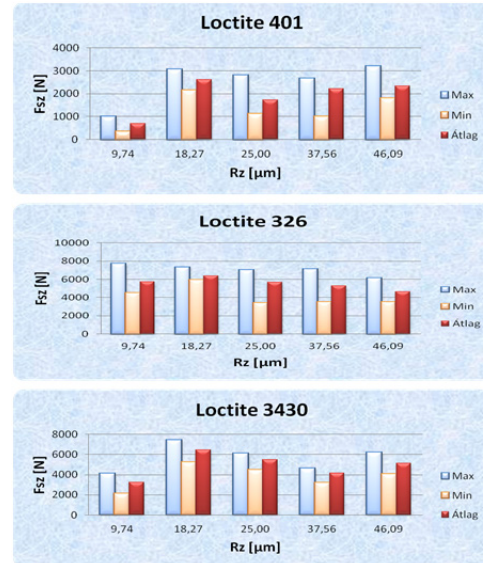 Loctite 401
4000
3000
2000
1000
0
Fsz [N]
9,74 18,27 25,00 37,56 46,09
Rz [µm]
Max
Min
Átlag
Loctite 326
10000
8000
6000
4000
2000
0
Fsz [N]
9,74 18,27 25,00 37,56 46,09
Rz [µm]
Max
Min
Átlag
Loctite 3430
8000
6000
4000
2000
0
Fsz [N]
9,74 18,27 25,00 37,56 46,09
Rz [µm]
Max
Min
Átlag